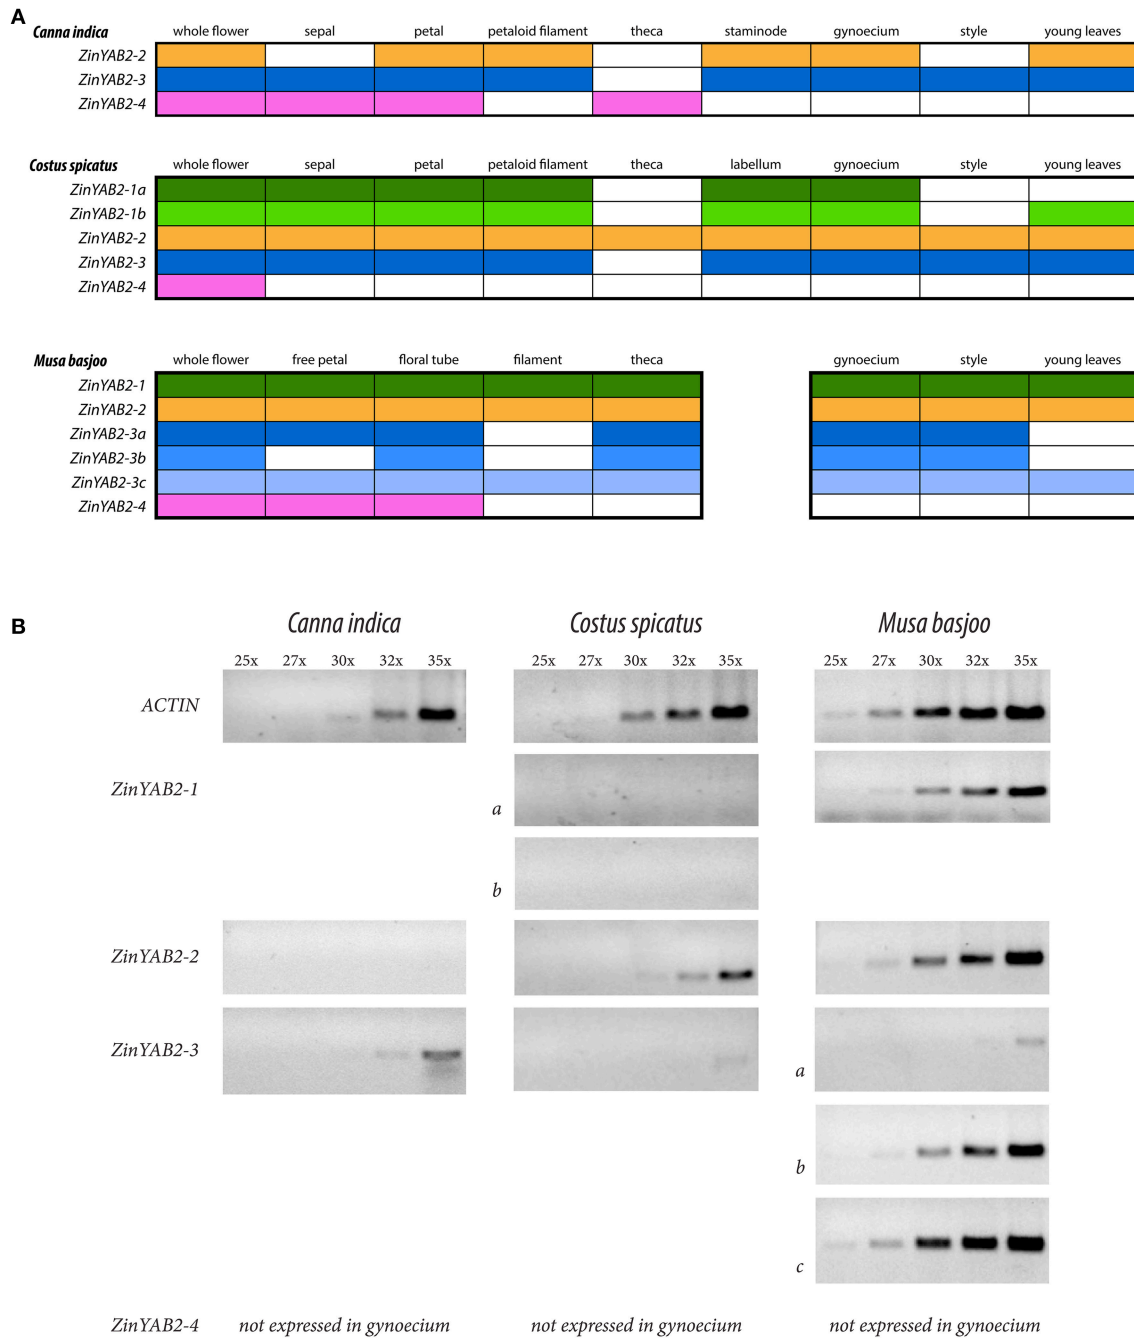 A
Canna indica whole flower sepal petal petaloid filament theca staminode gynoecium style young leaves
ZinYAB2-2
ZinYAB2-3
ZinYAB2-4
Costus spicatus whole flower sepal petal petaloid filament theca labellum gynoecium style young leaves
ZinYAB2-1a
ZinYAB2-1b
ZinYAB2-2
ZinYAB2-3
ZinYAB2-4
Musa basjoo whole flower free petal floral tube filament theca gynoecium style young leaves
ZinYAB2-1
ZinYAB2-2
ZinYAB2-3a
ZinYAB2-3b
ZinYAB2-3c
ZinYAB2-4
B
Canna indica Costus spicatus Musa basjoo
25x 27x 30x 32x 35x 25x 27x 30x 32x 35x 25x 27x 30x 32x 35x
ACTIN
ZinYAB2-1
a
b
ZinYAB2-2
ZinYAB2-3
a
b
c
ZinYAB2-4 not expressed in gynoecium not expressed in gynoecium not expressed in gynoecium